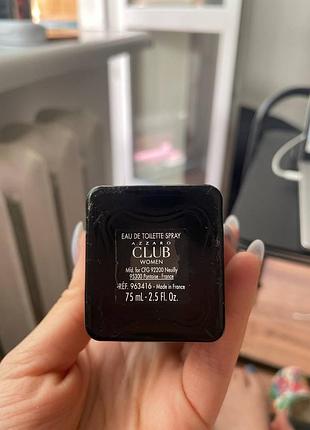 EAU DE TOILETTE SPRAY
AZZARO
CLUB
WOMEN
Mfd. for CFG 92200 Neuilly
95300 Pontoise - France
RÉF. 963416 - Made in France
75 mL - 2.5 Fl. Oz.